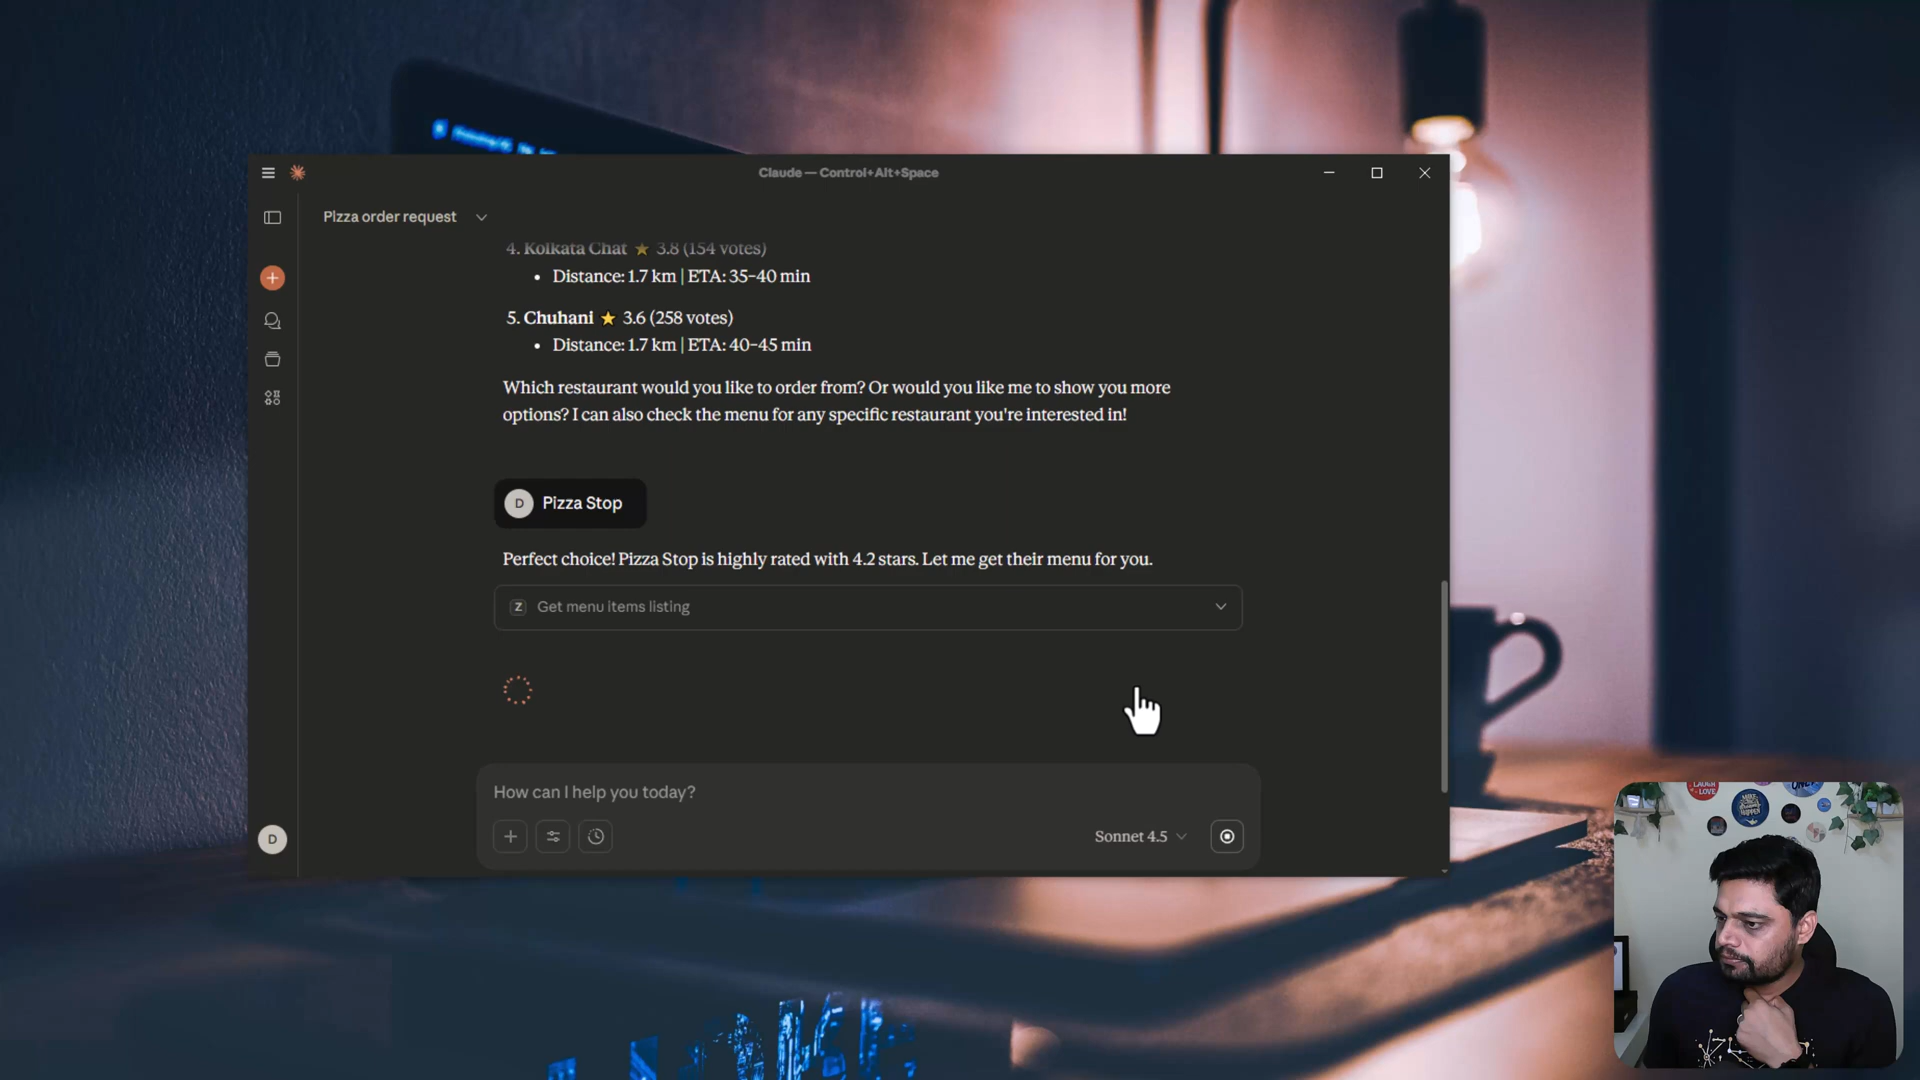 Claude — Control+Alt+Space
Pizza order request
4. Kolkata Chat ⭐ 3.8 (154 votes)
• Distance: 1.7 km | ETA: 35-40 min
5. Chuhani ⭐ 3.6 (258 votes)
• Distance: 1.7 km | ETA: 40-45 min
Which restaurant would you like to order from? Or would you like me to show you more
options? I can also check the menu for any specific restaurant you're interested in!
D Pizza Stop
Perfect choice! Pizza Stop is highly rated with 4.2 stars. Let me get their menu for you.
Z Get menu items listing
How can I help you today?
Sonnet 4.5
D
LAUGH
LOVE